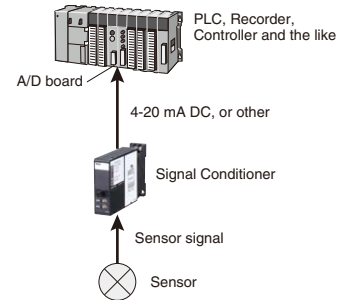 PLC, Recorder,
Controller and the like
A/D board
4-20 mA DC, or other
Signal Conditioner
Sensor signal
Sensor